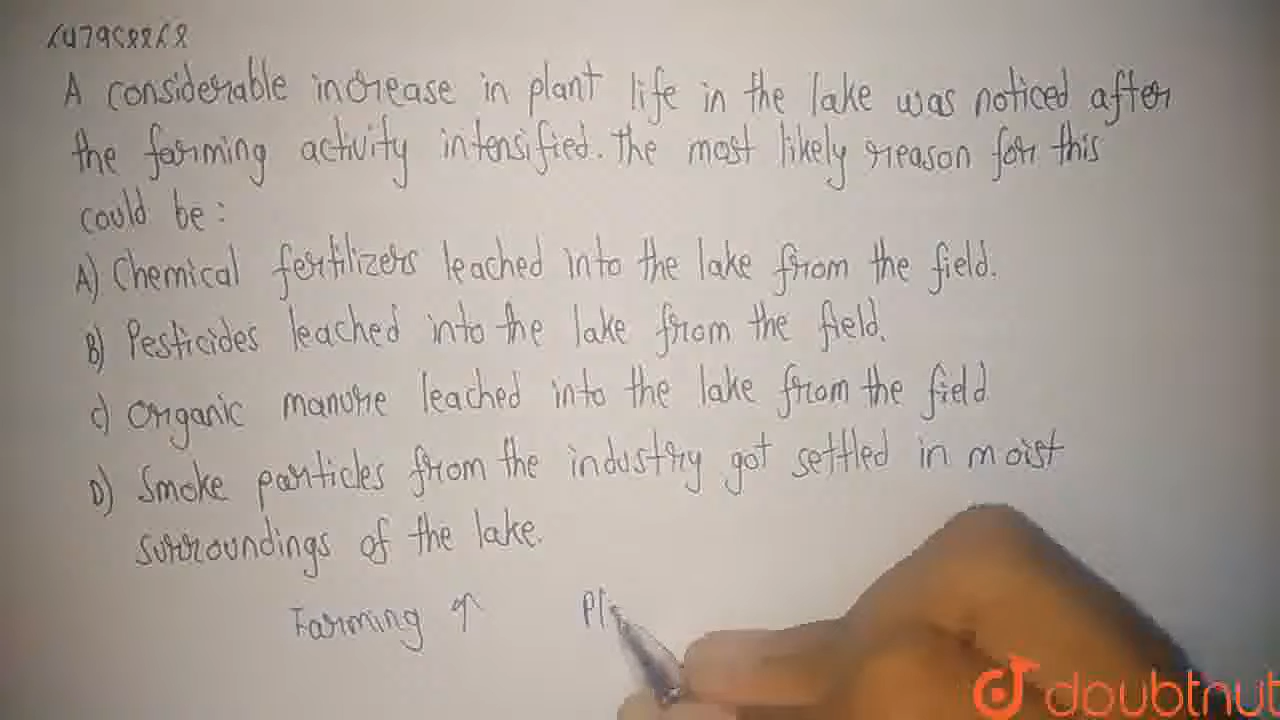 A considerable increase in plant life in the lake was noticed after
the farming activity intensified. The most likely reason for this
could be:
A) Chemical fertilizers leached into the lake from the field.
B) Pesticides leached into the lake from the field.
C) Organic manure leached into the lake from the field
D) Smoke particles from the industry got settled in moist
surroundings of the lake.
Farming ↑ Pl
doubtnut